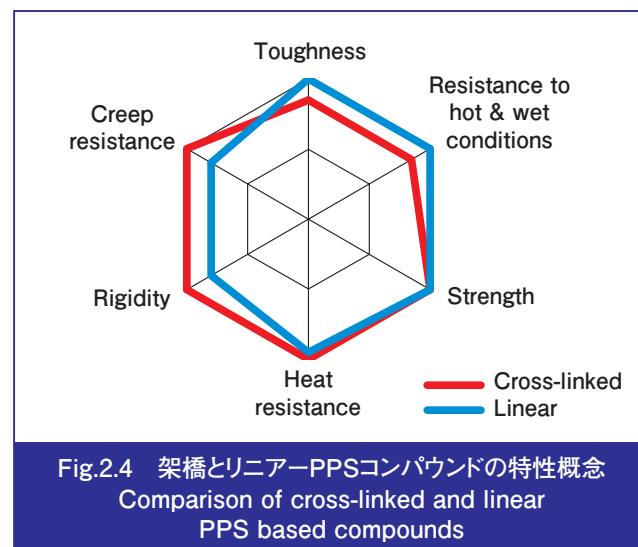 Toughness
Creep
resistance
Resistance to
hot & wet
conditions
Rigidity
Strength
Heat
resistance
Cross-linked
Linear
Fig.2.4 架橋とリニアーPPSコンパウンドの特性概念
Comparison of cross-linked and linear
PPS based compounds